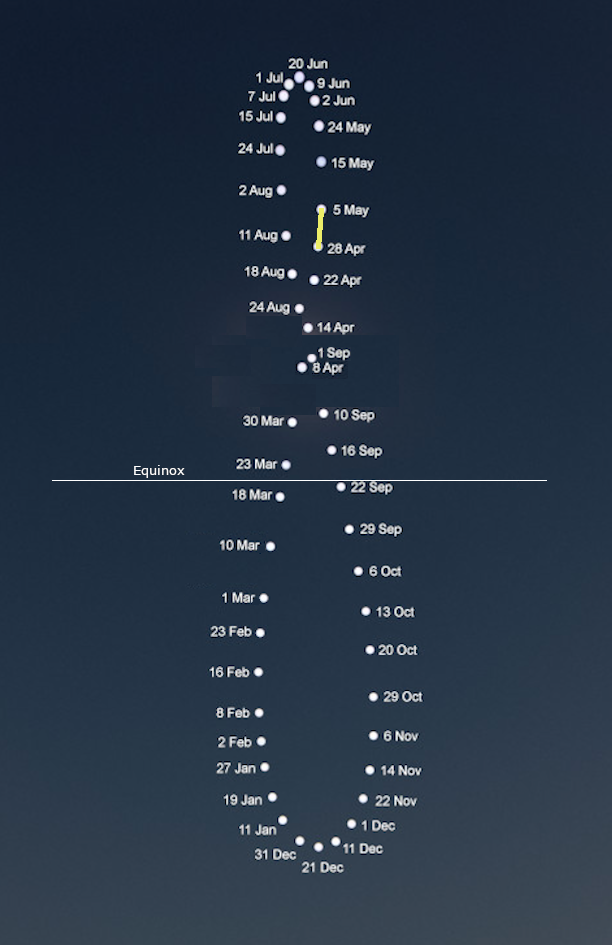 20 Jun
1 Jul
9 Jun
7 Jul
2 Jun
15 Jul
24 May
24 Jul
15 May
2 Aug
5 May
11 Aug
28 Apr
18 Aug
22 Apr
24 Aug
14 Apr
1 Sep
8 Apr
10 Sep
30 Mar
16 Sep
23 Mar
Equinox
22 Sep
18 Mar
29 Sep
10 Mar
6 Oct
1 Mar
13 Oct
23 Feb
20 Oct
16 Feb
29 Oct
8 Feb
6 Nov
2 Feb
27 Jan
14 Nov
19 Jan
22 Nov
11 Jan
1 Dec
31 Dec
11 Dec
21 Dec